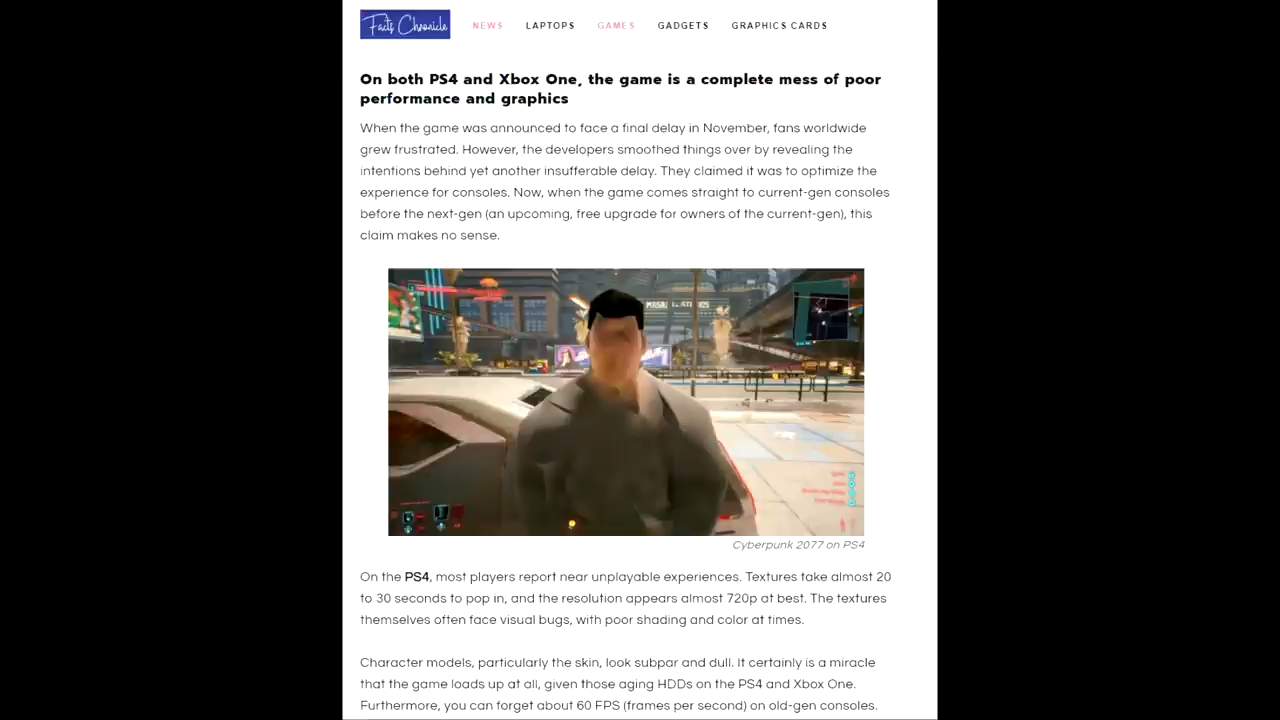 Facts Chronicle
NEWS LAPTOPS GAMES GADGETS GRAPHICS CARDS
On both PS4 and Xbox One, the game is a complete mess of poor
performance and graphics
When the game was announced to face a final delay in November, fans worldwide
grew frustrated. However, the developers smoothed things over by revealing the
intentions behind yet another insufferable delay. They claimed it was to optimize the
experience for consoles. Now, when the game comes straight to current-gen consoles
before the next-gen (an upcoming, free upgrade for owners of the current-gen), this
claim makes no sense.
Cyberpunk 2077 on PS4
On the PS4, most players report near unplayable experiences. Textures take almost 20
to 30 seconds to pop in, and the resolution appears almost 720p at best. The textures
themselves often face visual bugs, with poor shading and color at times.
Character models, particularly the skin, look subpar and dull. It certainly is a miracle
that the game loads up at all, given those aging HDDs on the PS4 and Xbox One.
Furthermore, you can forget about 60 FPS (frames per second) on old-gen consoles.